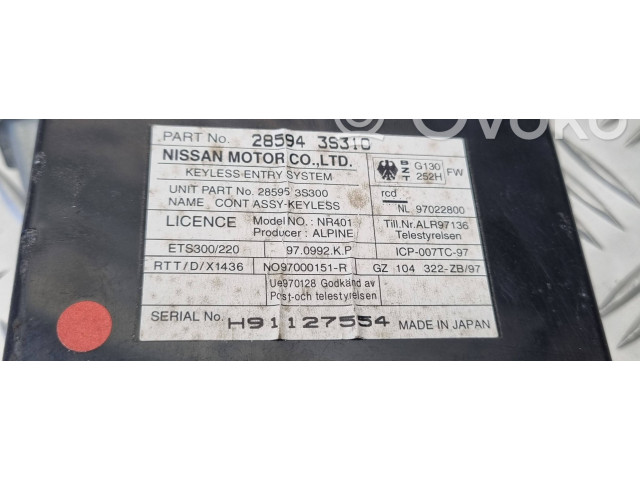 PART No. 28594 3S310
NISSAN MOTOR CO.,LTD.
KEYLESS ENTRY SYSTEM
UNIT PART No. 28595 3S300
NAME CONT ASSY-KEYLESS
BZT G130 252H FW
rcd
NL 97022800
LICENCE Model NO.: NR401
Producer : ALPINE
Till.Nr.ALR97136
Telestyrelsen
ETS300/220 97.0992.K.P ICP-007TC-97
RTT/D/X1436 NO97000151-R GZ 104 322-ZB/97
Ue970128 Godkänd av
Post-och telestyrelsen
SERIAL No. H91127554 MADE IN JAPAN